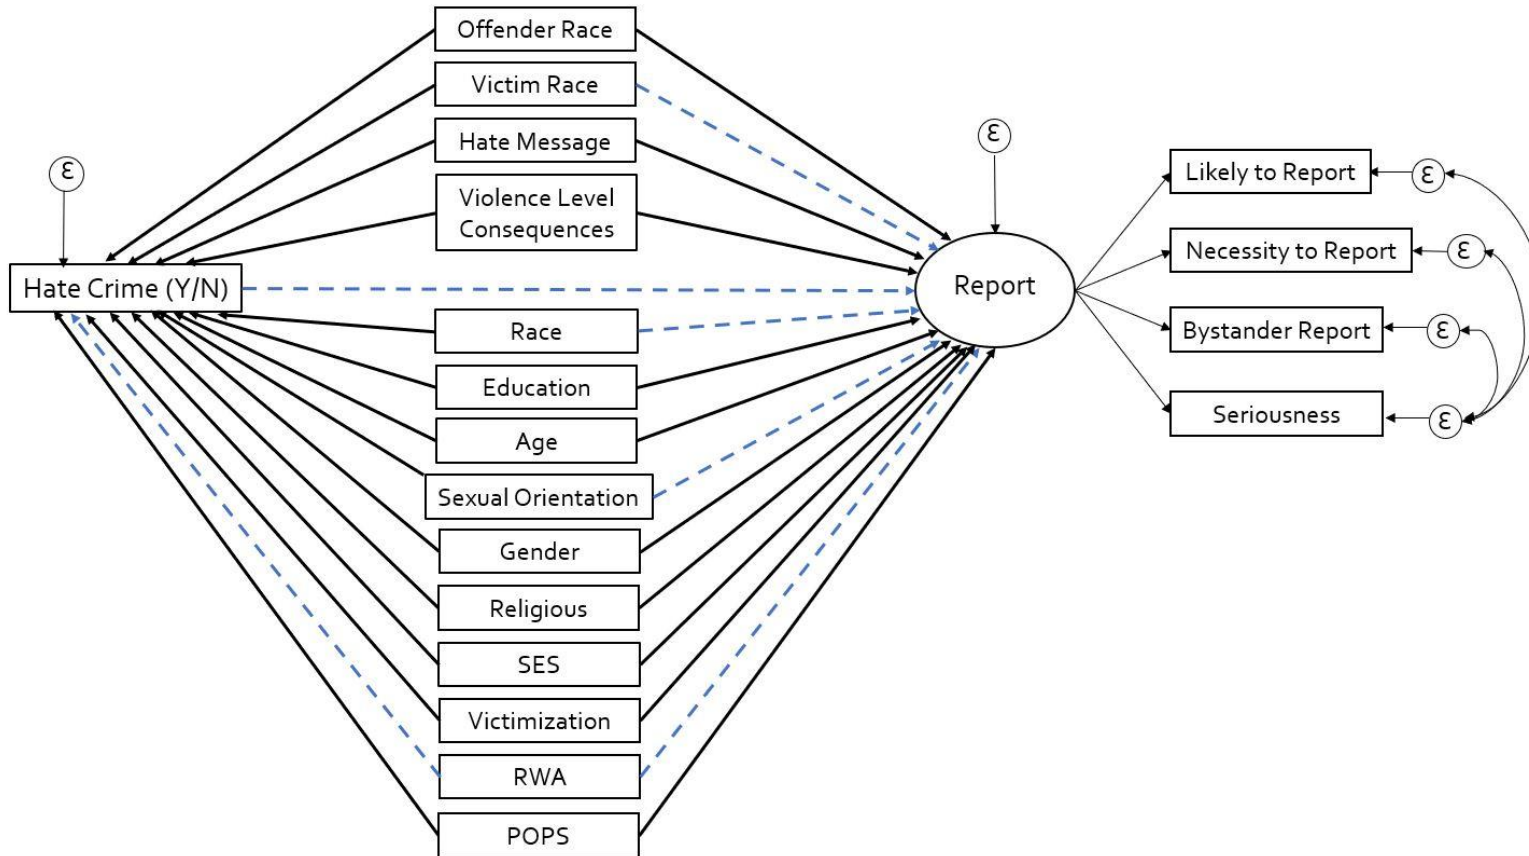 Offender Race
Victim Race
Hate Message
Violence Level
Consequences
Hate Crime (Y/N)
Race
Education
Age
Sexual Orientation
Gender
Religious
SES
Victimization
RWA
POPS
Report
Likely to Report
Necessity to Report
Bystander Report
Seriousness
ε
ε
ε
ε
ε
ε